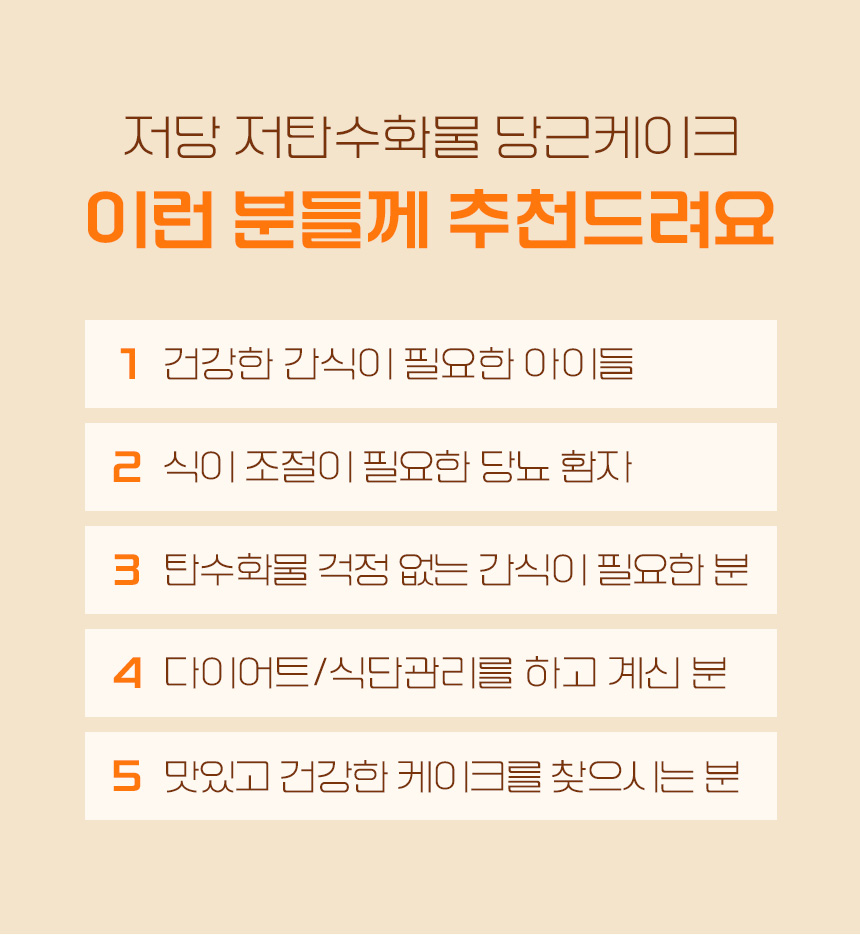 저당 저탄수화물 당근케이크
이런 분들께 추천드려요
1 건강한 간식이 필요한 아이들
2 식이 조절이 필요한 당뇨 환자
3 탄수화물 걱정 없는 간식이 필요한 분
4 다이어트/식단관리를 하고 계신 분
5 맛있고 건강한 케이크를 찾으시는 분